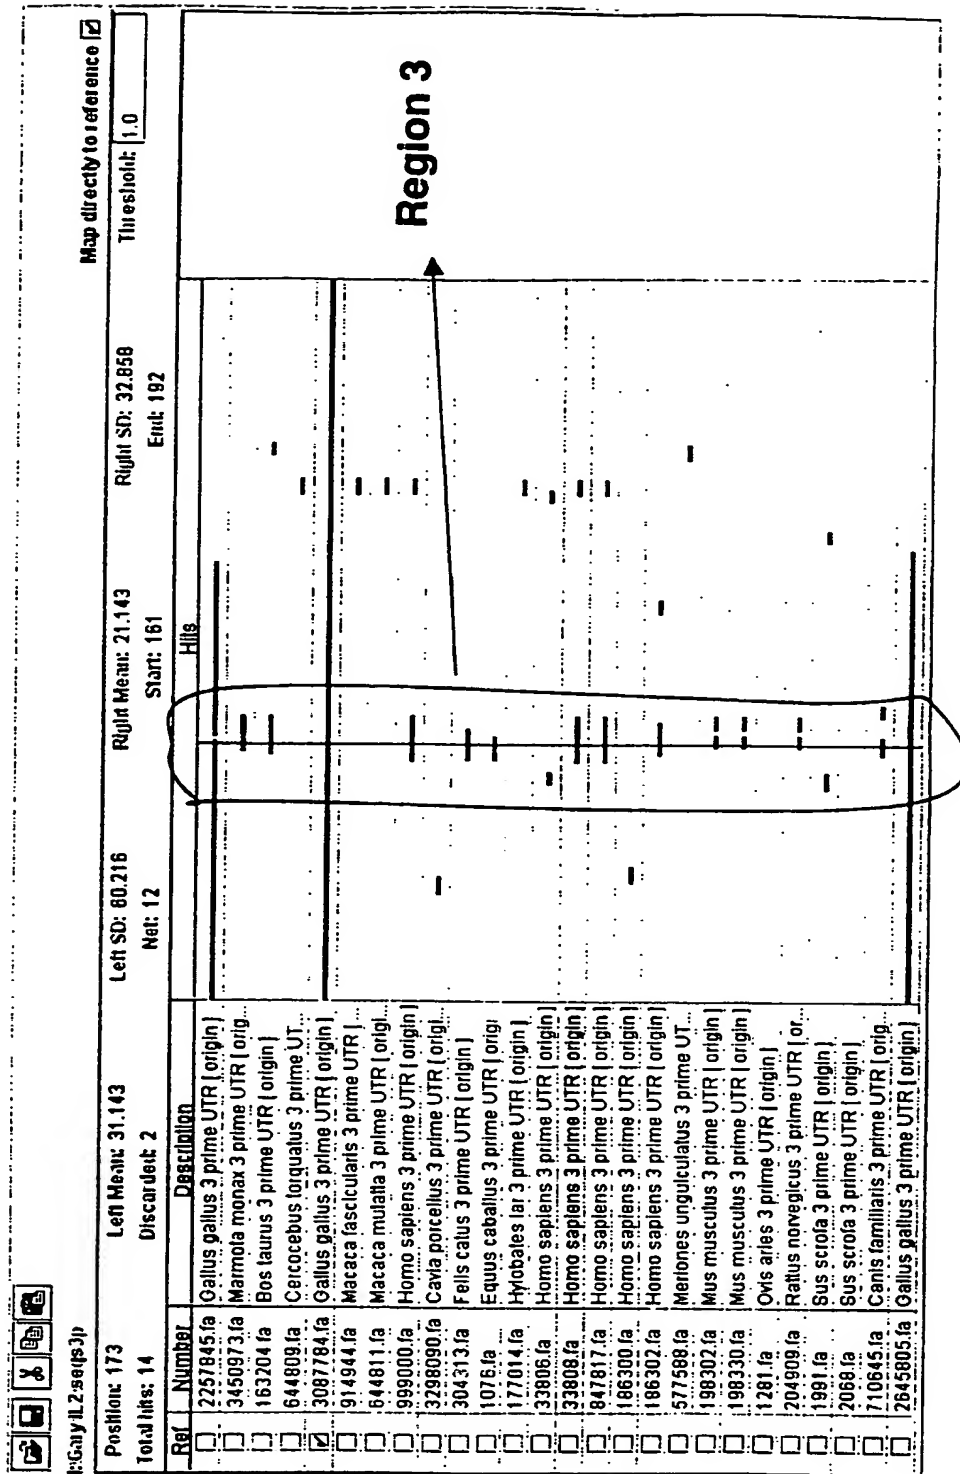 I:\Gary\IL2\seqs3p
Map directly to reference
Position: 173 Left Mean: 31.143 Left SD: 80.216 Right Mean: 21.143 Right SD: 32.858 Threshold: 1.0
Total hits: 14 Discarded: 2 Net: 12 Start: 161 End: 192
Ref Number Description Hits
2257845.fa Gallus gallus 3 prime UTR [origin]
3450973.fa Marmota monax 3 prime UTR [orig...
163204.fa Bos taurus 3 prime UTR [origin]
644809.fa Cercocebus torquatus 3 prime UT...
3087784.fa Gallus gallus 3 prime UTR [origin]
914944.fa Macaca fascicularis 3 prime UTR [...
644811.fa Macaca mulatta 3 prime UTR [origi...
999000.fa Homo sapiens 3 prime UTR [origin]
3298090.fa Cavia porcellus 3 prime UTR [origi...
304313.fa Felis catus 3 prime UTR [origin]
1076.fa Equus caballus 3 prime UTR [origi
177014.fa Hylobates lar 3 prime UTR [origin]
33806.fa Homo sapiens 3 prime UTR [origin]
33808.fa Homo sapiens 3 prime UTR [origin]
847817.fa Homo sapiens 3 prime UTR [origin]
186300.fa Homo sapiens 3 prime UTR [origin]
186302.fa Homo sapiens 3 prime UTR [origin]
577588.fa Meriones unguiculatus 3 prime UT...
198302.fa Mus musculus 3 prime UTR [origin]
198330.fa Mus musculus 3 prime UTR [origin]
1281.fa Ovis aries 3 prime UTR [origin]
204909.fa Rattus norvegicus 3 prime UTR [or...
1991.fa Sus scrofa 3 prime UTR [origin]
2068.fa Sus scrofa 3 prime UTR [origin]
710645.fa Canis familiaris 3 prime UTR [orig...
2645805.fa Gallus gallus 3 prime UTR [origin]
Region 3